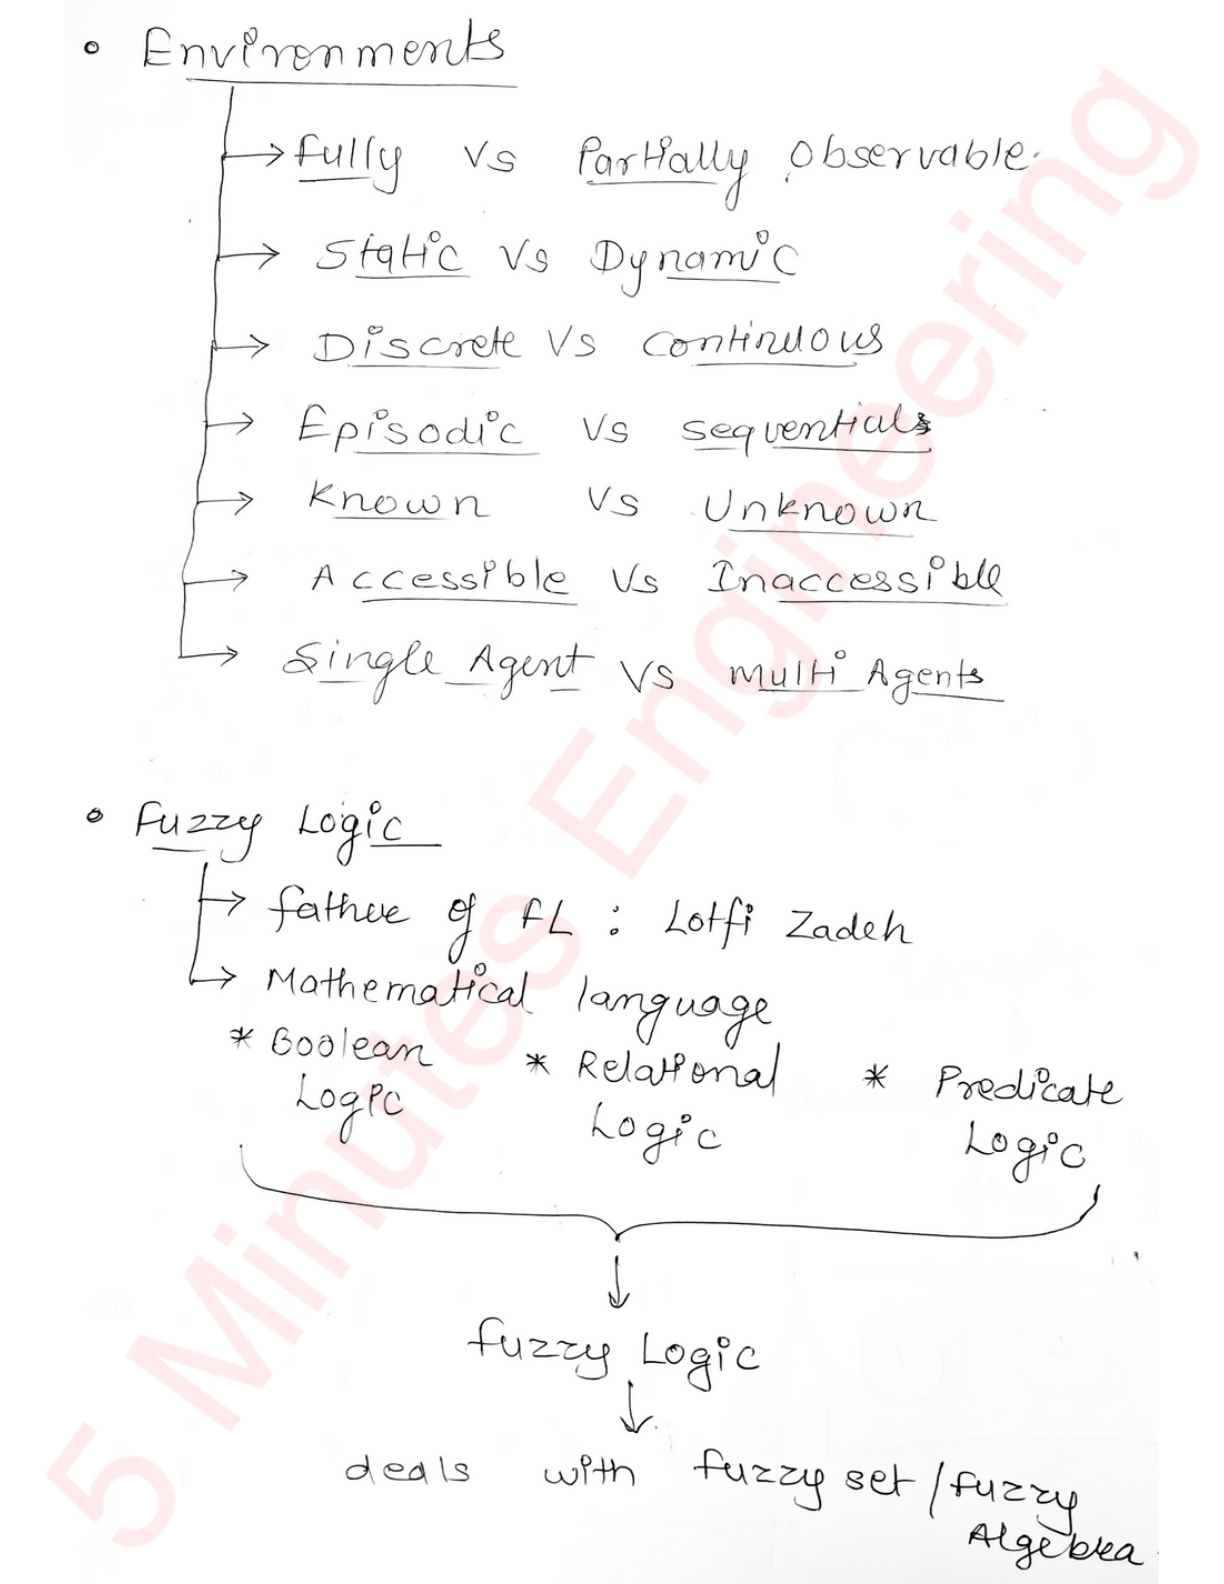 Environments
Fully Vs Partially Observable.
Static Vs Dynamic
Discrete Vs Continuous
Episodic Vs Sequentials
Known Vs Unknown
Accessible Vs Inaccessible
Single Agent Vs Multi Agents
Fuzzy Logic
father of FL : Lotfi Zadeh
Mathematical language
* Boolean Logic * Relational Logic * Predicate Logic
fuzzy Logic
deals with fuzzy set / fuzzy Algebra
5 Minutes Engineering